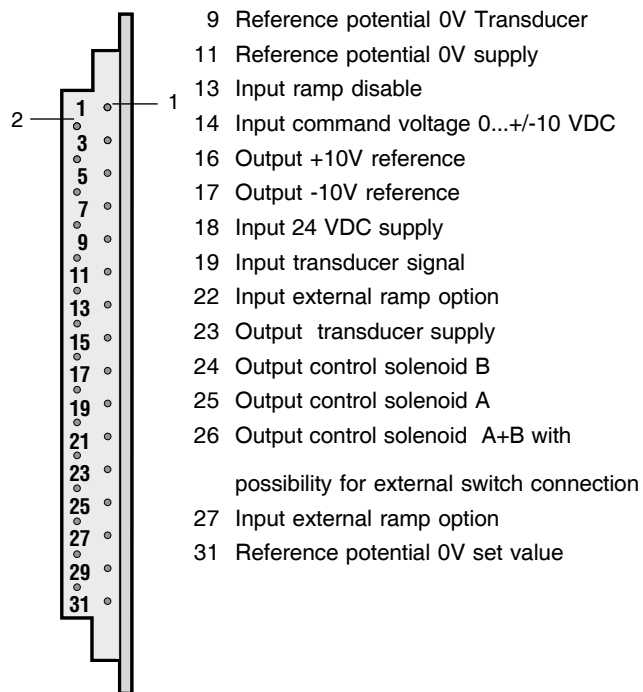 9 Reference potential 0V Transducer
11 Reference potential 0V supply
13 Input ramp disable
14 Input command voltage 0...+/-10 VDC
16 Output +10V reference
17 Output -10V reference
18 Input 24 VDC supply
19 Input transducer signal
22 Input external ramp option
23 Output transducer supply
24 Output control solenoid B
25 Output control solenoid A
26 Output control solenoid A+B with
possibility for external switch connection
27 Input external ramp option
31 Reference potential 0V set value
1
2
1
3
5
7
9
11
13
15
17
19
21
23
25
27
29
31